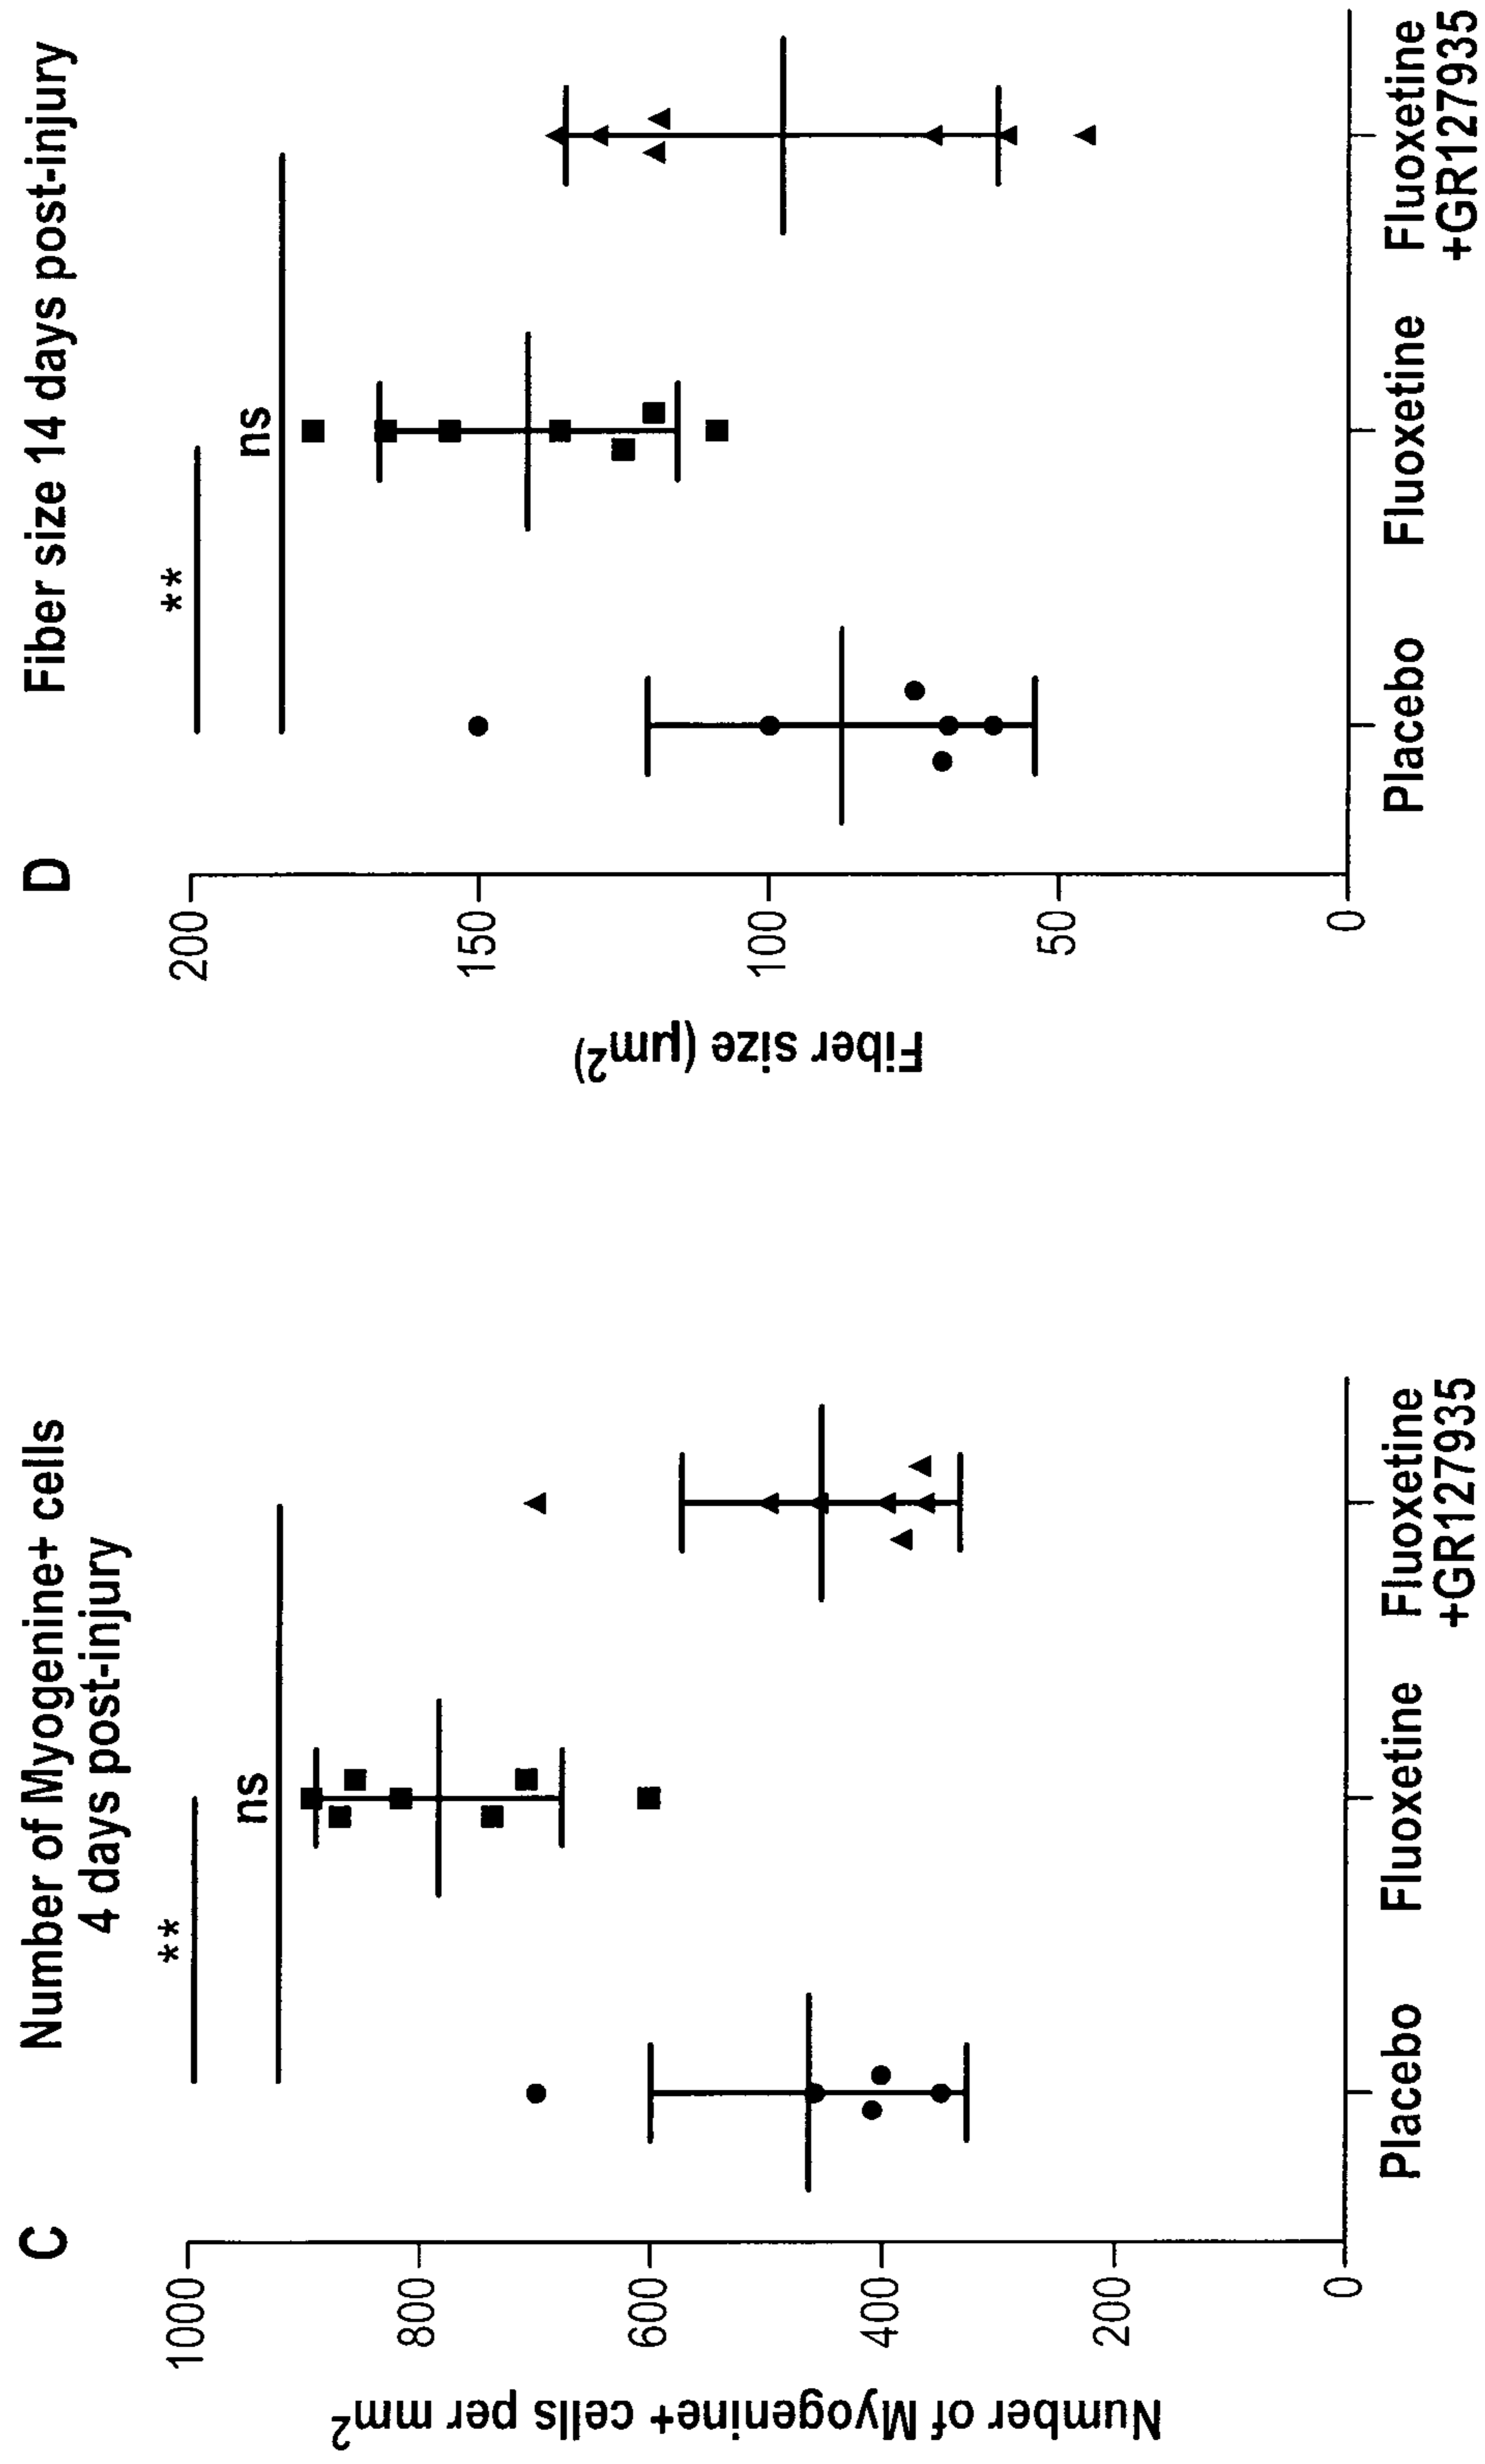 C
Number of Myogenine+ cells
4 days post-injury
**
ns
1000
800
600
400
200
0
Number of Myogenine+ cells per mm²
Placebo
Fluoxetine
Fluoxetine
+GR127935
D
Fiber size 14 days post-injury
**
ns
200
150
100
50
0
Fiber size (µm²)
Placebo
Fluoxetine
Fluoxetine
+GR127935